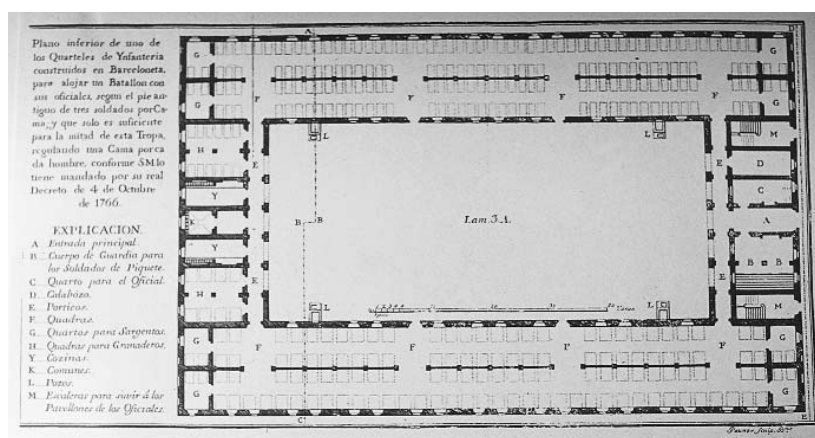 Plano inferior de uno de
los Quarteles de Ynfanteria
construidos en Barceloneta,
para alojar un Batallon con
sus oficiales, segun el pie an-
tiguo de tres soldados por Ca-
ma, y que solo es suficiente
para la mitad de esta Tropa,
regulando una Cama por ca
da hombre, conforme S.M. lo
tiene mandado por su real
Decreto de 4 de Octubre
de 1766.
EXPLICACION.
A Entrada principal.
B Cuerpo de Guardia para
los Soldados de Piquete.
C Quarto para el Oficial.
D Calabozo.
E Porticos.
F Quadras.
G Quartos para Sargentos.
H Quadras para Granaderos.
Y Cozinas.
K Comunes.
L Pozos.
M Escaleras para suvir á los
Pavellones de los Oficiales.
A
D
G G
F F F F
G G
L L M
H E E D
Y C
K B B Lam. 3.A. A
Y B B
H E E
L L M
G G
F F F F
G G
C E